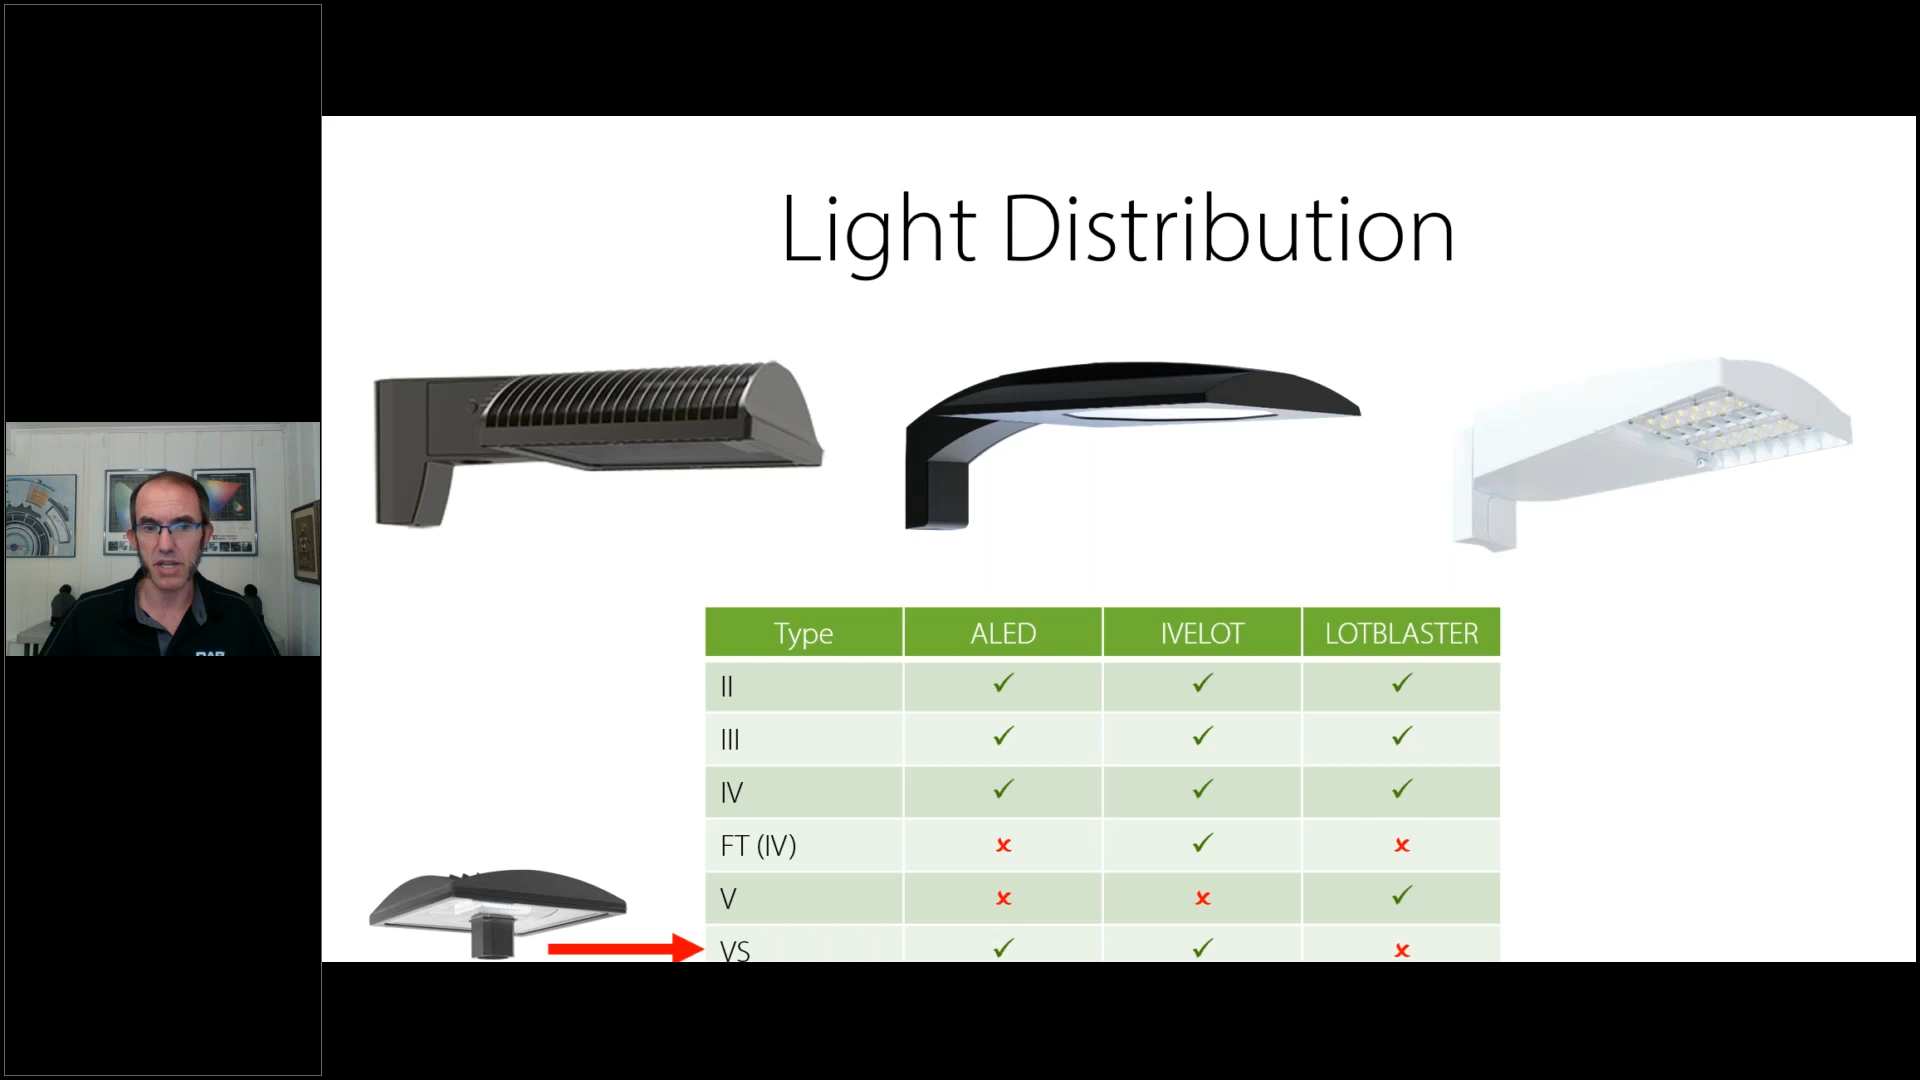 Light Distribution
Type ALED IVELOT LOTBLASTER
II ✓ ✓ ✓
III ✓ ✓ ✓
IV ✓ ✓ ✓
FT (IV) ✗ ✓ ✗
V ✗ ✗ ✓
VS ✓ ✓ ✗